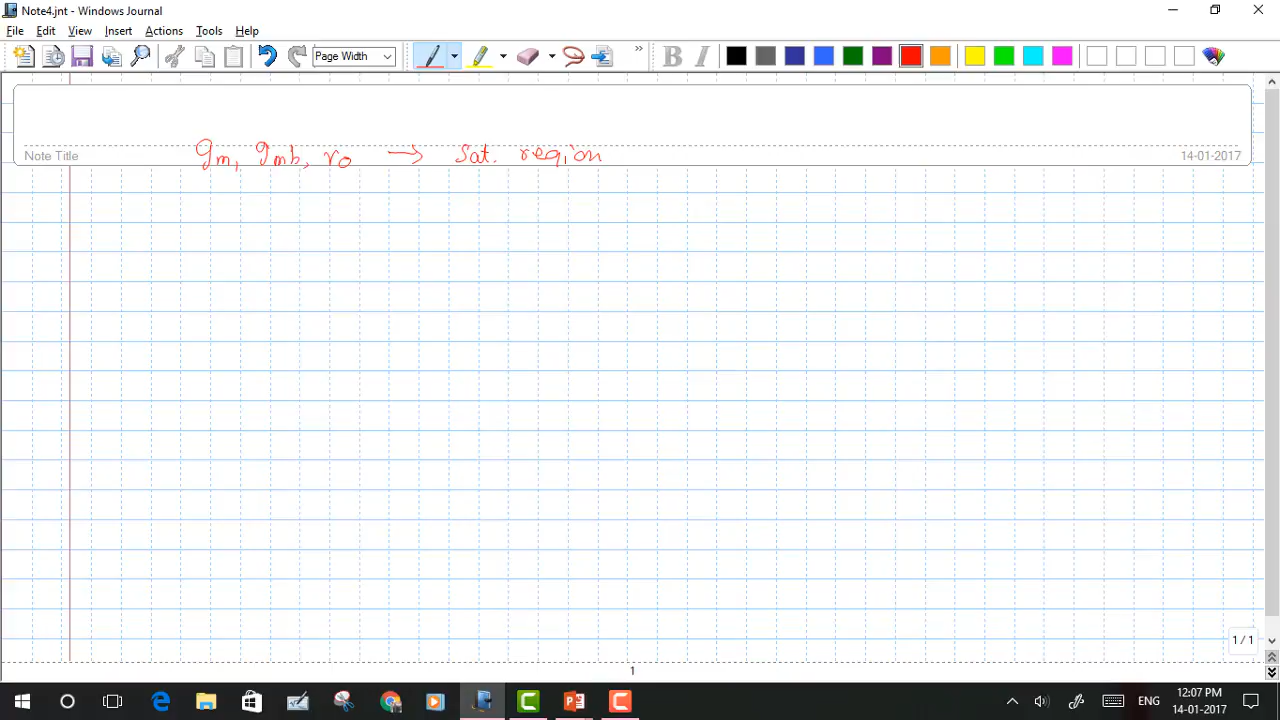 Note4.jnt - Windows Journal
File Edit View Insert Actions Tools Help
Page Width B I
gm, gmb, ro → Sat. region
Note Title 14-01-2017
1 / 1
1
ENG 12:07 PM
14-01-2017